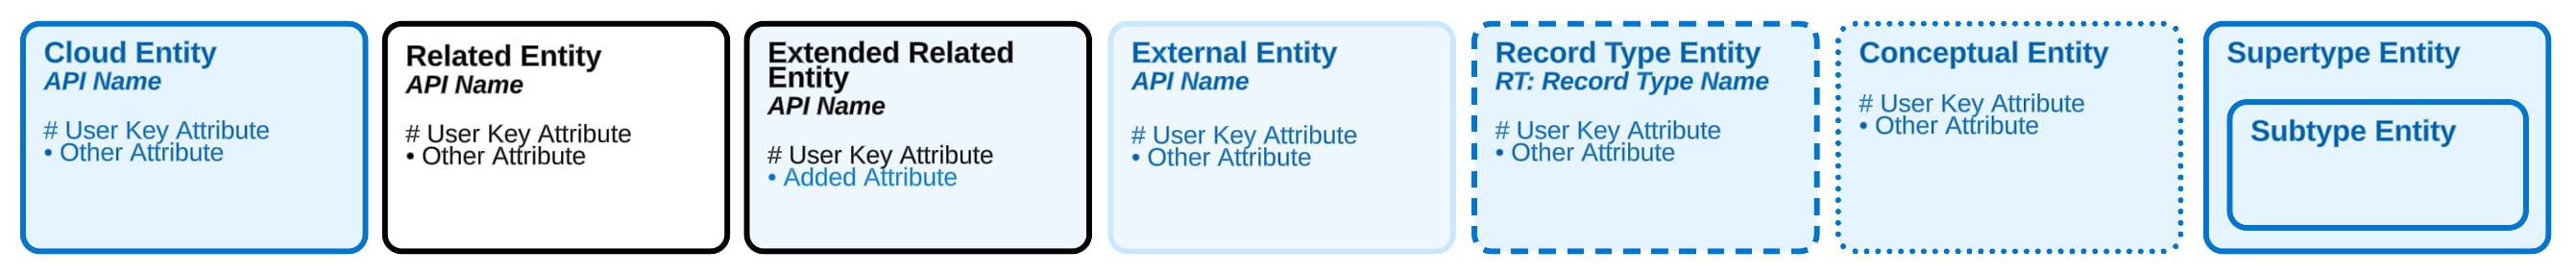 Cloud Entity
API Name
# User Key Attribute
• Other Attribute
Related Entity
API Name
# User Key Attribute
• Other Attribute
Extended Related
Entity
API Name
# User Key Attribute
• Added Attribute
External Entity
API Name
# User Key Attribute
• Other Attribute
Record Type Entity
RT: Record Type Name
# User Key Attribute
• Other Attribute
Conceptual Entity
# User Key Attribute
• Other Attribute
Supertype Entity
Subtype Entity